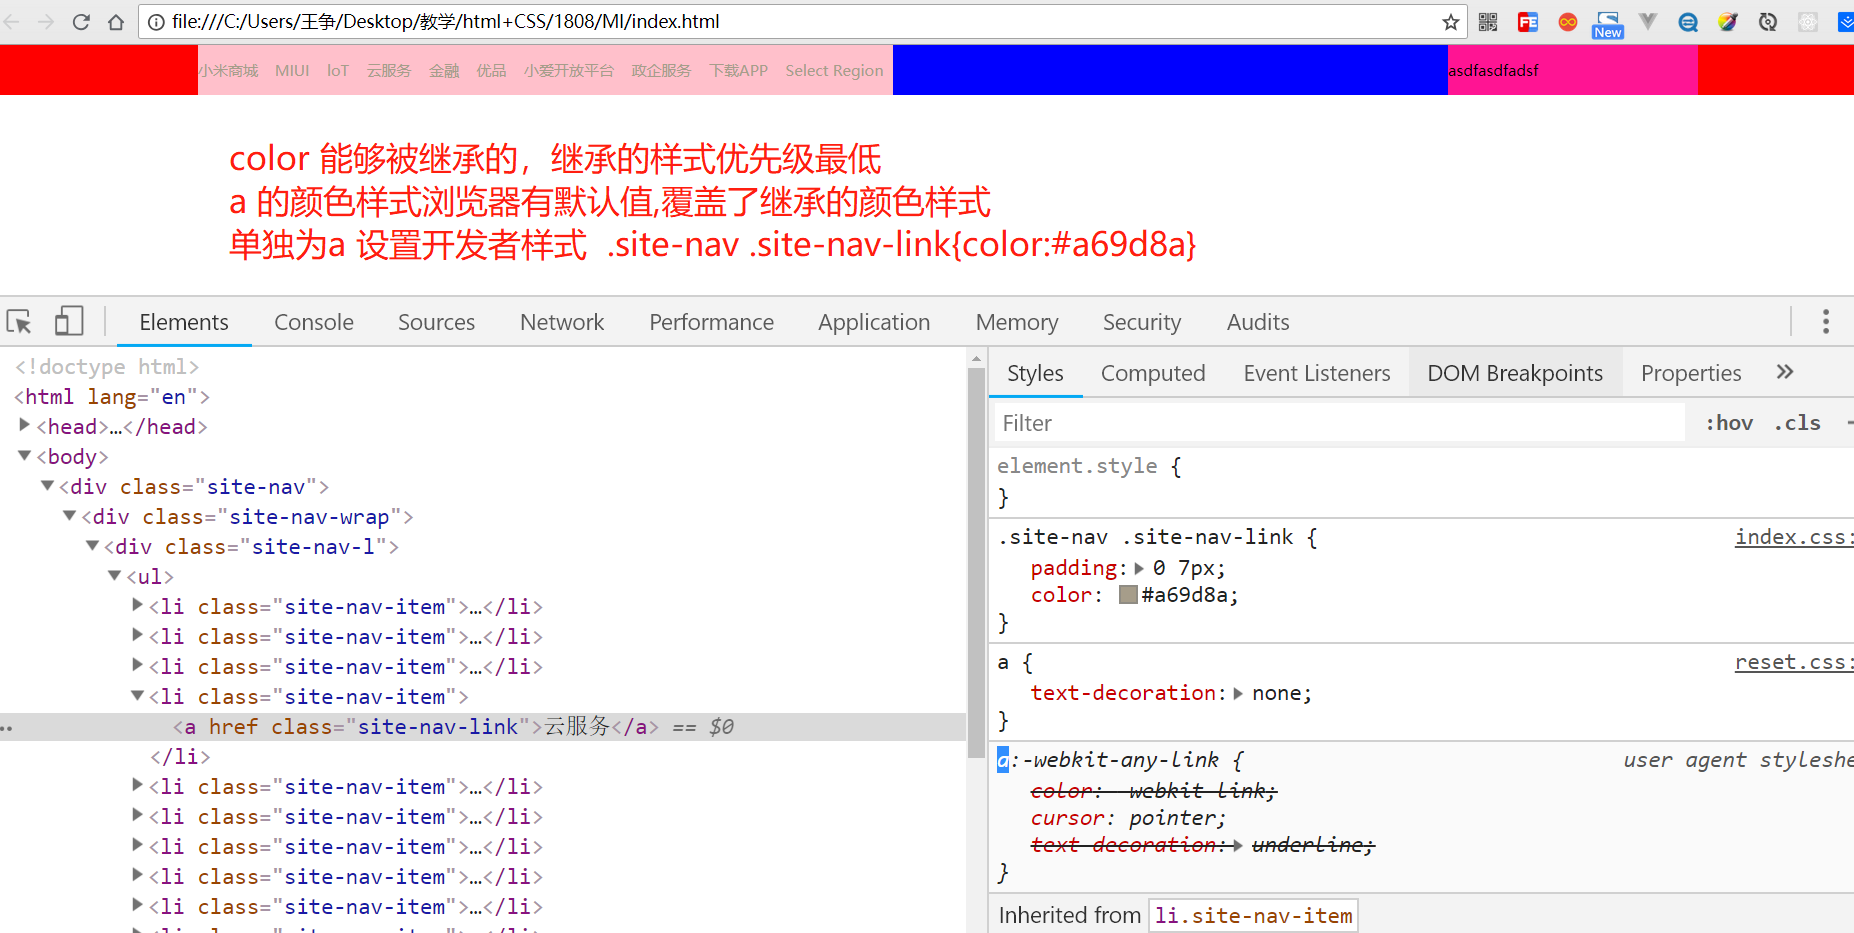 file:///C:/Users/王争/Desktop/教学/html+CSS/1808/MI/index.html
FE
New
小米商城 MIUI IoT 云服务 金融 优品 小爱开放平台 政企服务 下载APP Select Region
asdfasdfadsf
color 能够被继承的，继承的样式优先级最低
a 的颜色样式浏览器有默认值,覆盖了继承的颜色样式
单独为a 设置开发者样式 .site-nav .site-nav-link{color:#a69d8a}
Elements Console Sources Network Performance Application Memory Security Audits
<!doctype html>
<html lang="en">
<head>…</head>
<body>
<div class="site-nav">
<div class="site-nav-wrap">
<div class="site-nav-l">
<ul>
<li class="site-nav-item">…</li>
<li class="site-nav-item">…</li>
<li class="site-nav-item">…</li>
<li class="site-nav-item">
<a href class="site-nav-link">云服务</a> == $0
</li>
<li class="site-nav-item">…</li>
<li class="site-nav-item">…</li>
<li class="site-nav-item">…</li>
<li class="site-nav-item">…</li>
<li class="site-nav-item">…</li>
Styles Computed Event Listeners DOM Breakpoints Properties »
Filter :hov .cls
element.style {
}
.site-nav .site-nav-link { index.css:
padding: 0 7px;
color: #a69d8a;
}
a { reset.css:
text-decoration: none;
}
a:-webkit-any-link { user agent styleshe
color: -webkit-link;
cursor: pointer;
text-decoration: underline;
}
Inherited from li.site-nav-item